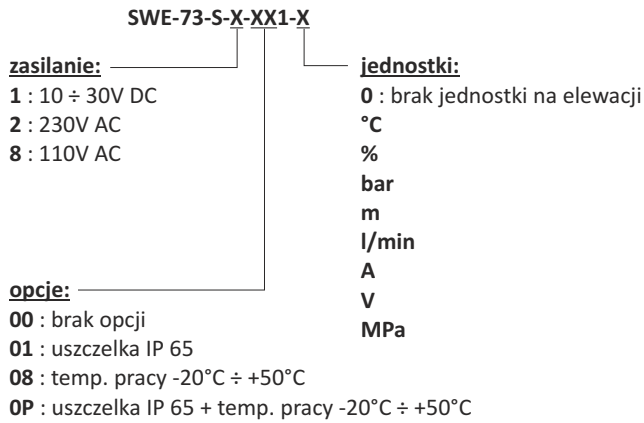 SWE-73-S-X-XX1-X
zasilanie:
1 : 10 ÷ 30V DC
2 : 230V AC
8 : 110V AC
jednostki:
0 : brak jednostki na elewacji
°C
%
bar
m
l/min
A
V
MPa
opcje:
00 : brak opcji
01 : uszczelka IP 65
08 : temp. pracy -20°C ÷ +50°C
0P : uszczelka IP 65 + temp. pracy -20°C ÷ +50°C